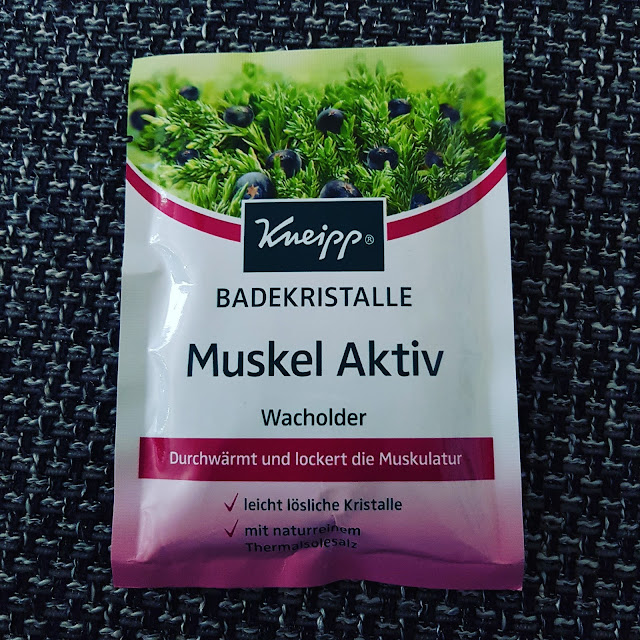 Kneipp®
BADEKRISTALLE
Muskel Aktiv
Wacholder
Durchwärmt und lockert die Muskulatur
✓ leicht lösliche Kristalle
✓ mit naturreinem
Thermalsolesalz